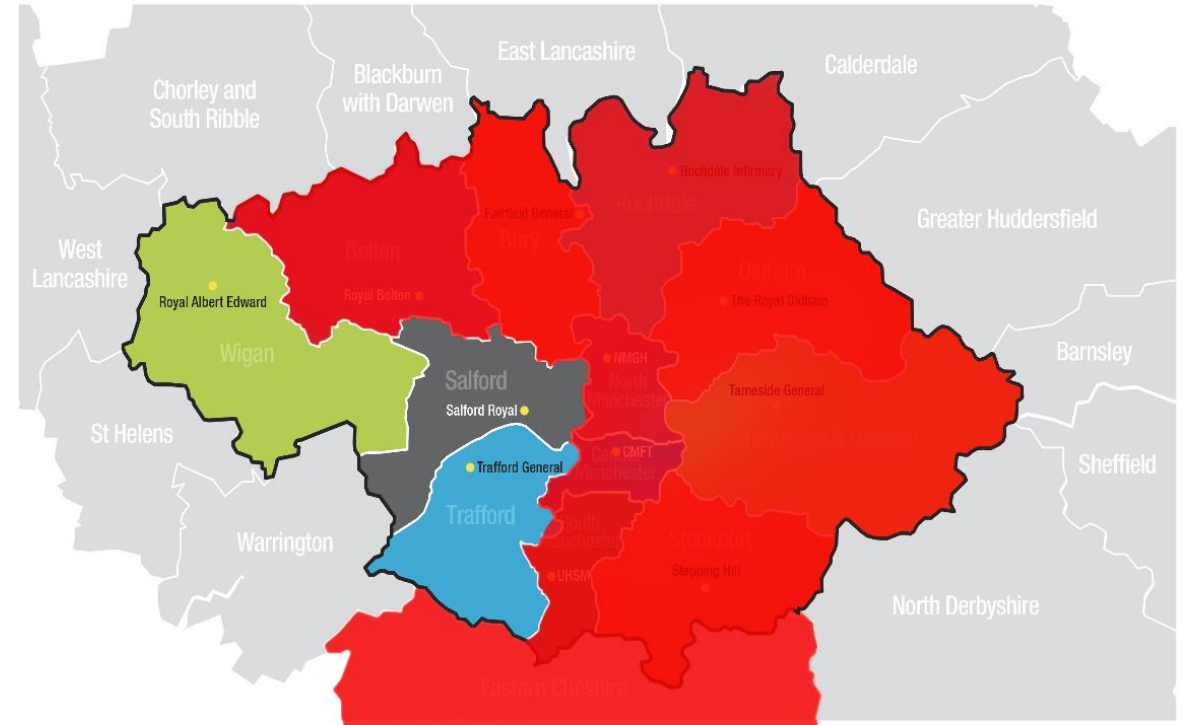 East Lancashire
Calderdale
Blackburn
with Darwen
Chorley and
South Ribble
Rochdale Infirmary
Rochdale
Fairfield General
Bury
Greater Huddersfield
West
Lancashire
Bolton
Oldham
Royal Albert Edward
Royal Bolton
The Royal Oldham
Wigan
NMGH
Barnsley
North
Manchester
Salford
Salford Royal
Tameside General
St Helens
CMFT
Manchester
Trafford General
Sheffield
Trafford
South
Manchester
Stockport
Warrington
UHSM
Stepping Hill
North Derbyshire
Eastern Cheshire